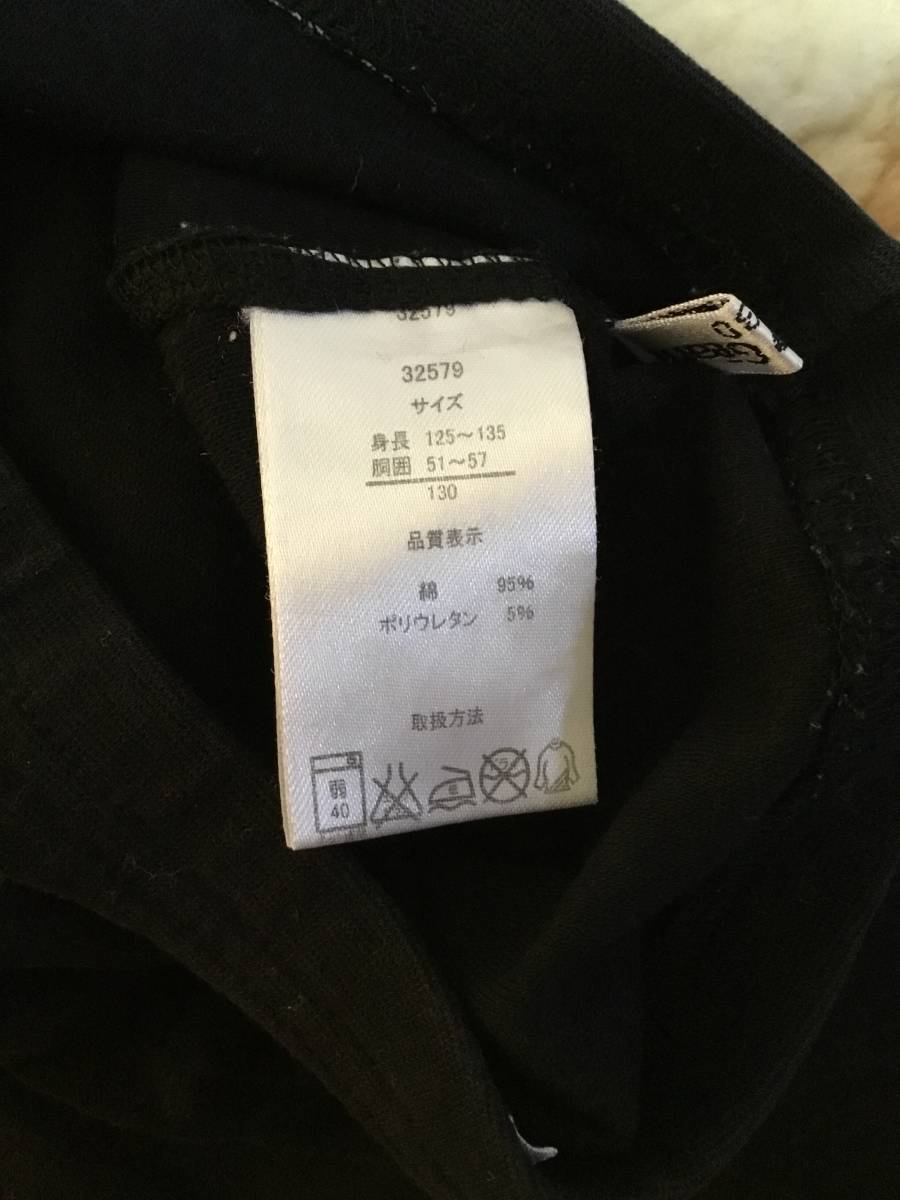 32579
32579
サイズ
身長 125～135
胴囲 51～57
130
品質表示
綿 95%
ポリウレタン 5%
取扱方法
弱
40